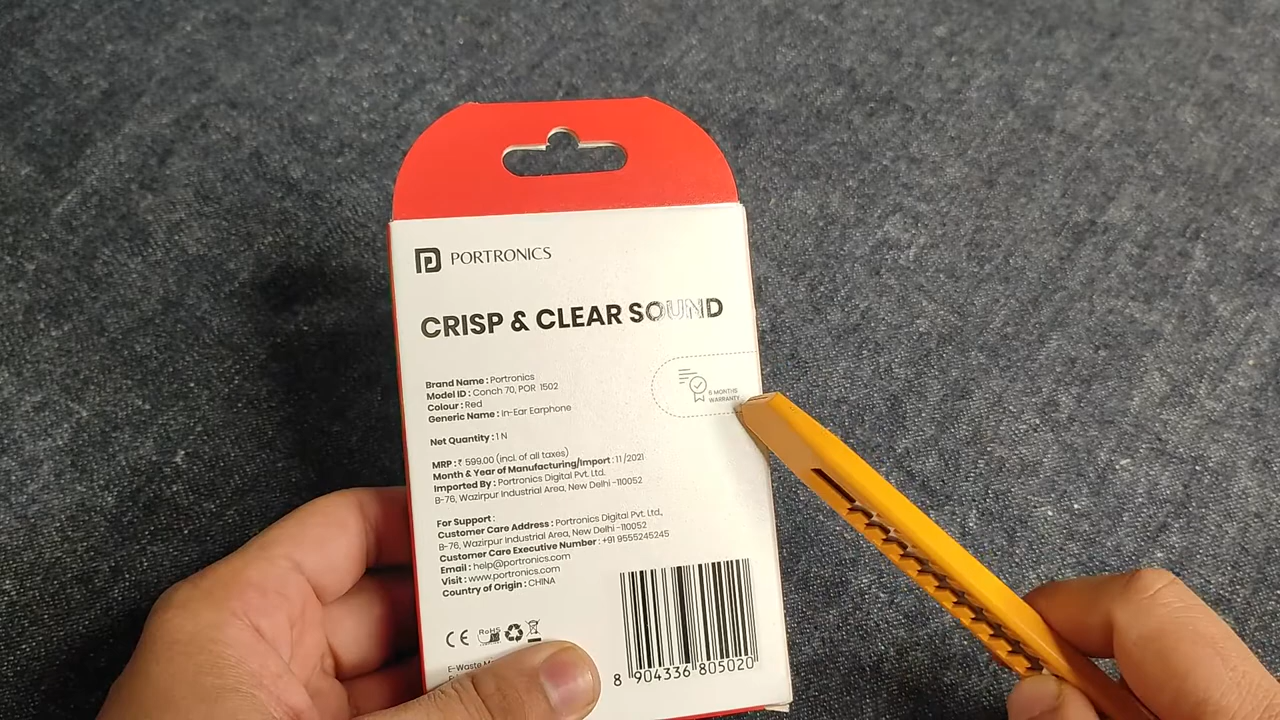 PORTRONICS
CRISP & CLEAR SOUND
6 MONTHS
WARRANTY
Brand Name : Portronics
Model ID : Conch 70, POR 1502
Colour : Red
Generic Name : In-Ear Earphone
Net Quantity : 1 N
MRP : ₹ 599.00 (incl. of all taxes)
Month & Year of Manufacturing/Import : 11/2021
Imported By : Portronics Digital Pvt. Ltd.
B-76, Wazirpur Industrial Area, New Delhi -110052
For Support :
Customer Care Address : Portronics Digital Pvt. Ltd.,
B-76, Wazirpur Industrial Area, New Delhi -110052
Customer Care Executive Number : +91 9555245245
Email : help@portronics.com
Visit : www.portronics.com
Country of Origin : CHINA
CE RoHS
E-Waste
8 904336 805020